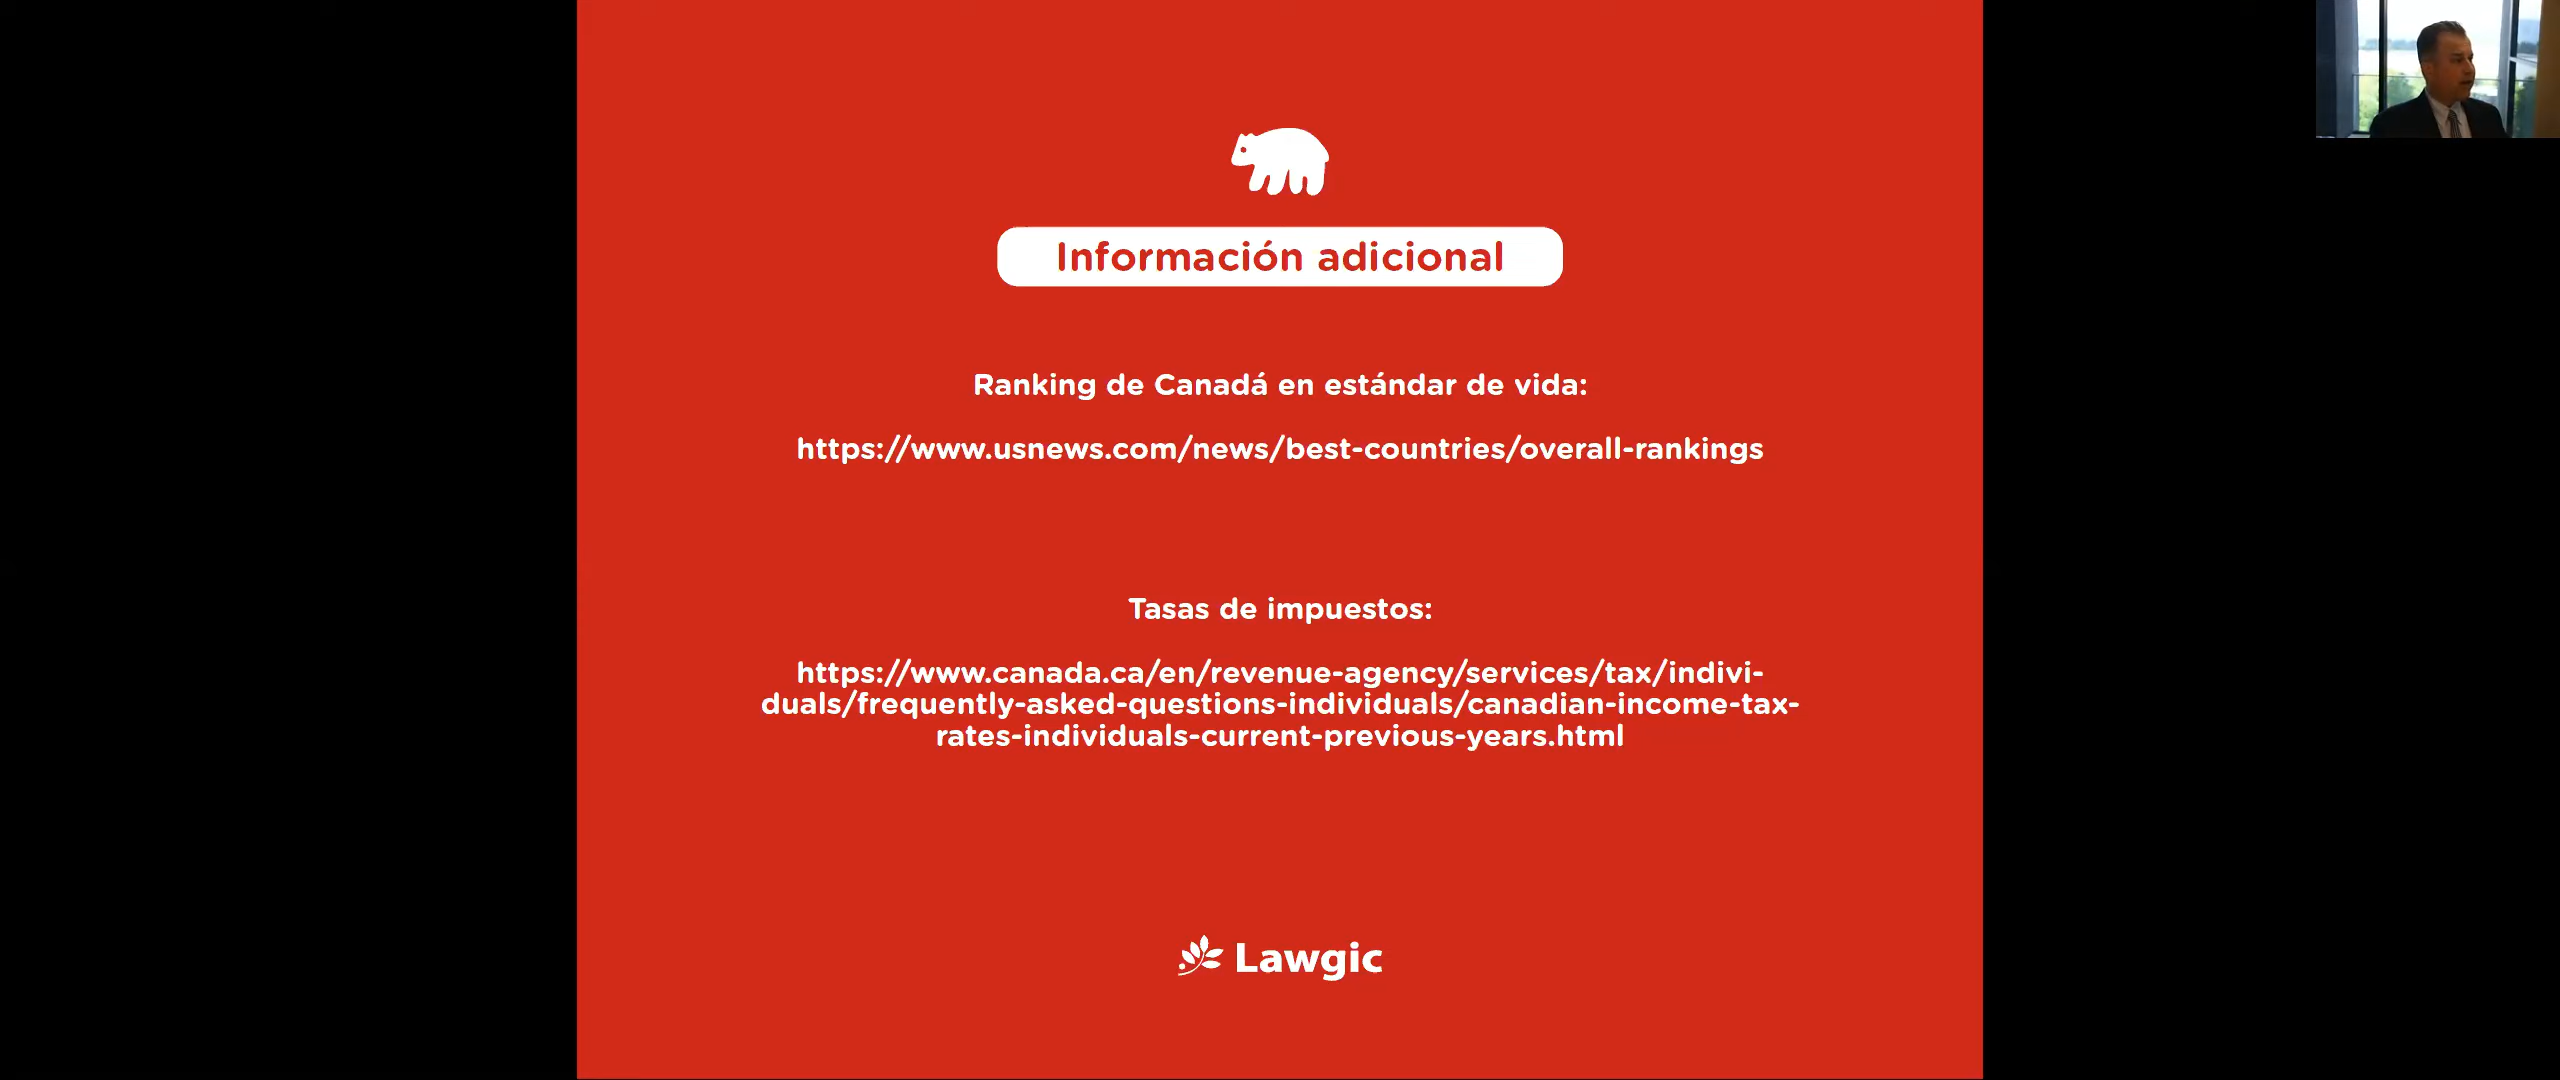 Información adicional
Ranking de Canadá en estándar de vida:
https://www.usnews.com/news/best-countries/overall-rankings
Tasas de impuestos:
https://www.canada.ca/en/revenue-agency/services/tax/indivi-
duals/frequently-asked-questions-individuals/canadian-income-tax-
rates-individuals-current-previous-years.html
Lawgic